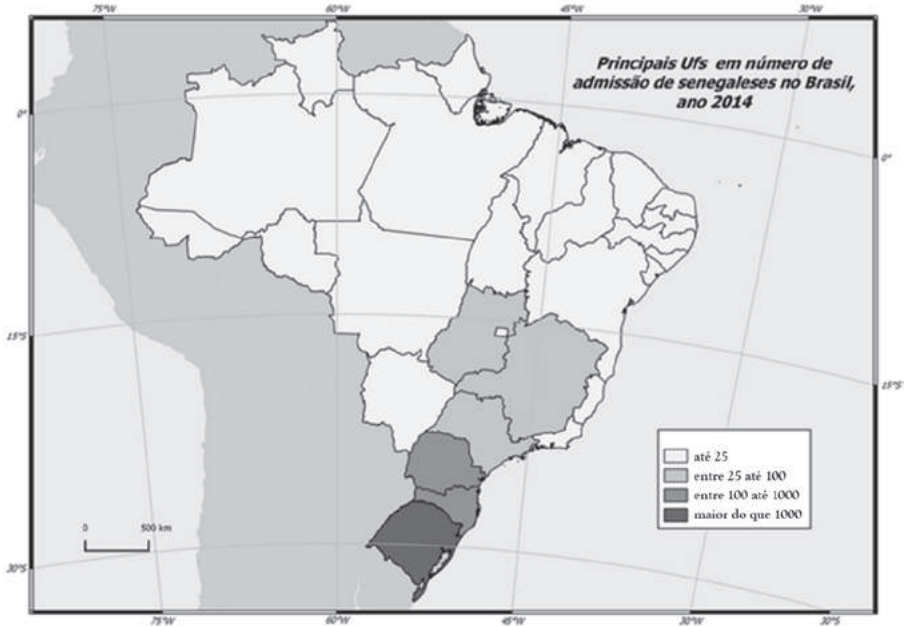 75°W
60°W
45°W
30°W
Principais Ufs em número de
admissão de senegaleses no Brasil,
ano 2014
0°
0°
15°S
15°S
até 25
entre 25 até 100
entre 100 até 1000
maior do que 1000
0 500 km
30°S
75°W
60°W
45°W
30°W
30°S